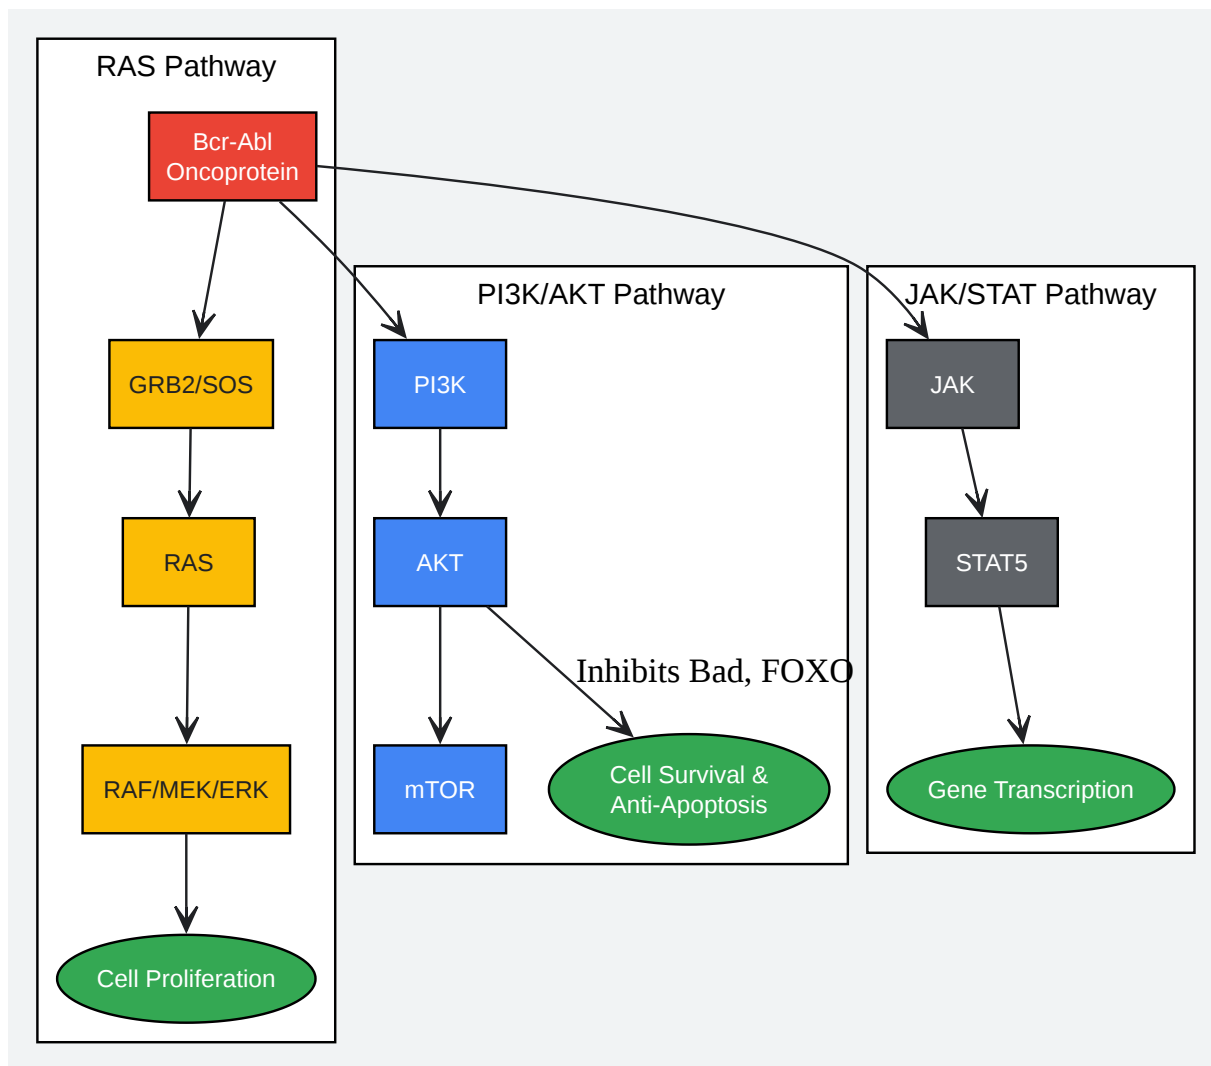 RAS Pathway
Bcr-Abl
Oncoprotein
GRB2/SOS
RAS
RAF/MEK/ERK
Cell Proliferation
PI3K/AKT Pathway
PI3K
AKT
Inhibits Bad, FOXO
mTOR
Cell Survival &
Anti-Apoptosis
JAK/STAT Pathway
JAK
STAT5
Gene Transcription